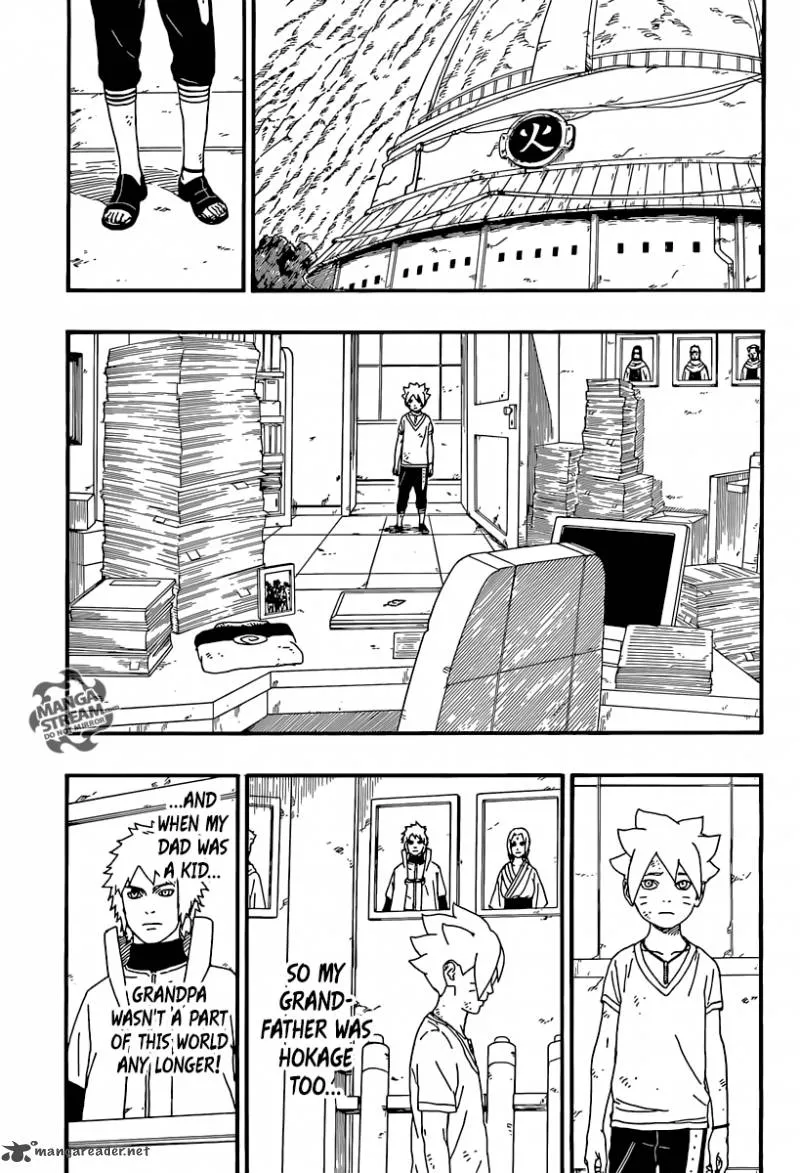 火
...AND
WHEN MY
DAD WAS
A KID...
GRANDPA
WASN'T A PART
OF THIS WORLD
ANY LONGER!
SO MY
GRAND-
FATHER WAS
HOKAGE
TOO...
MANGA
STREAM.com
DO NOT MIRROR
mangareader.net